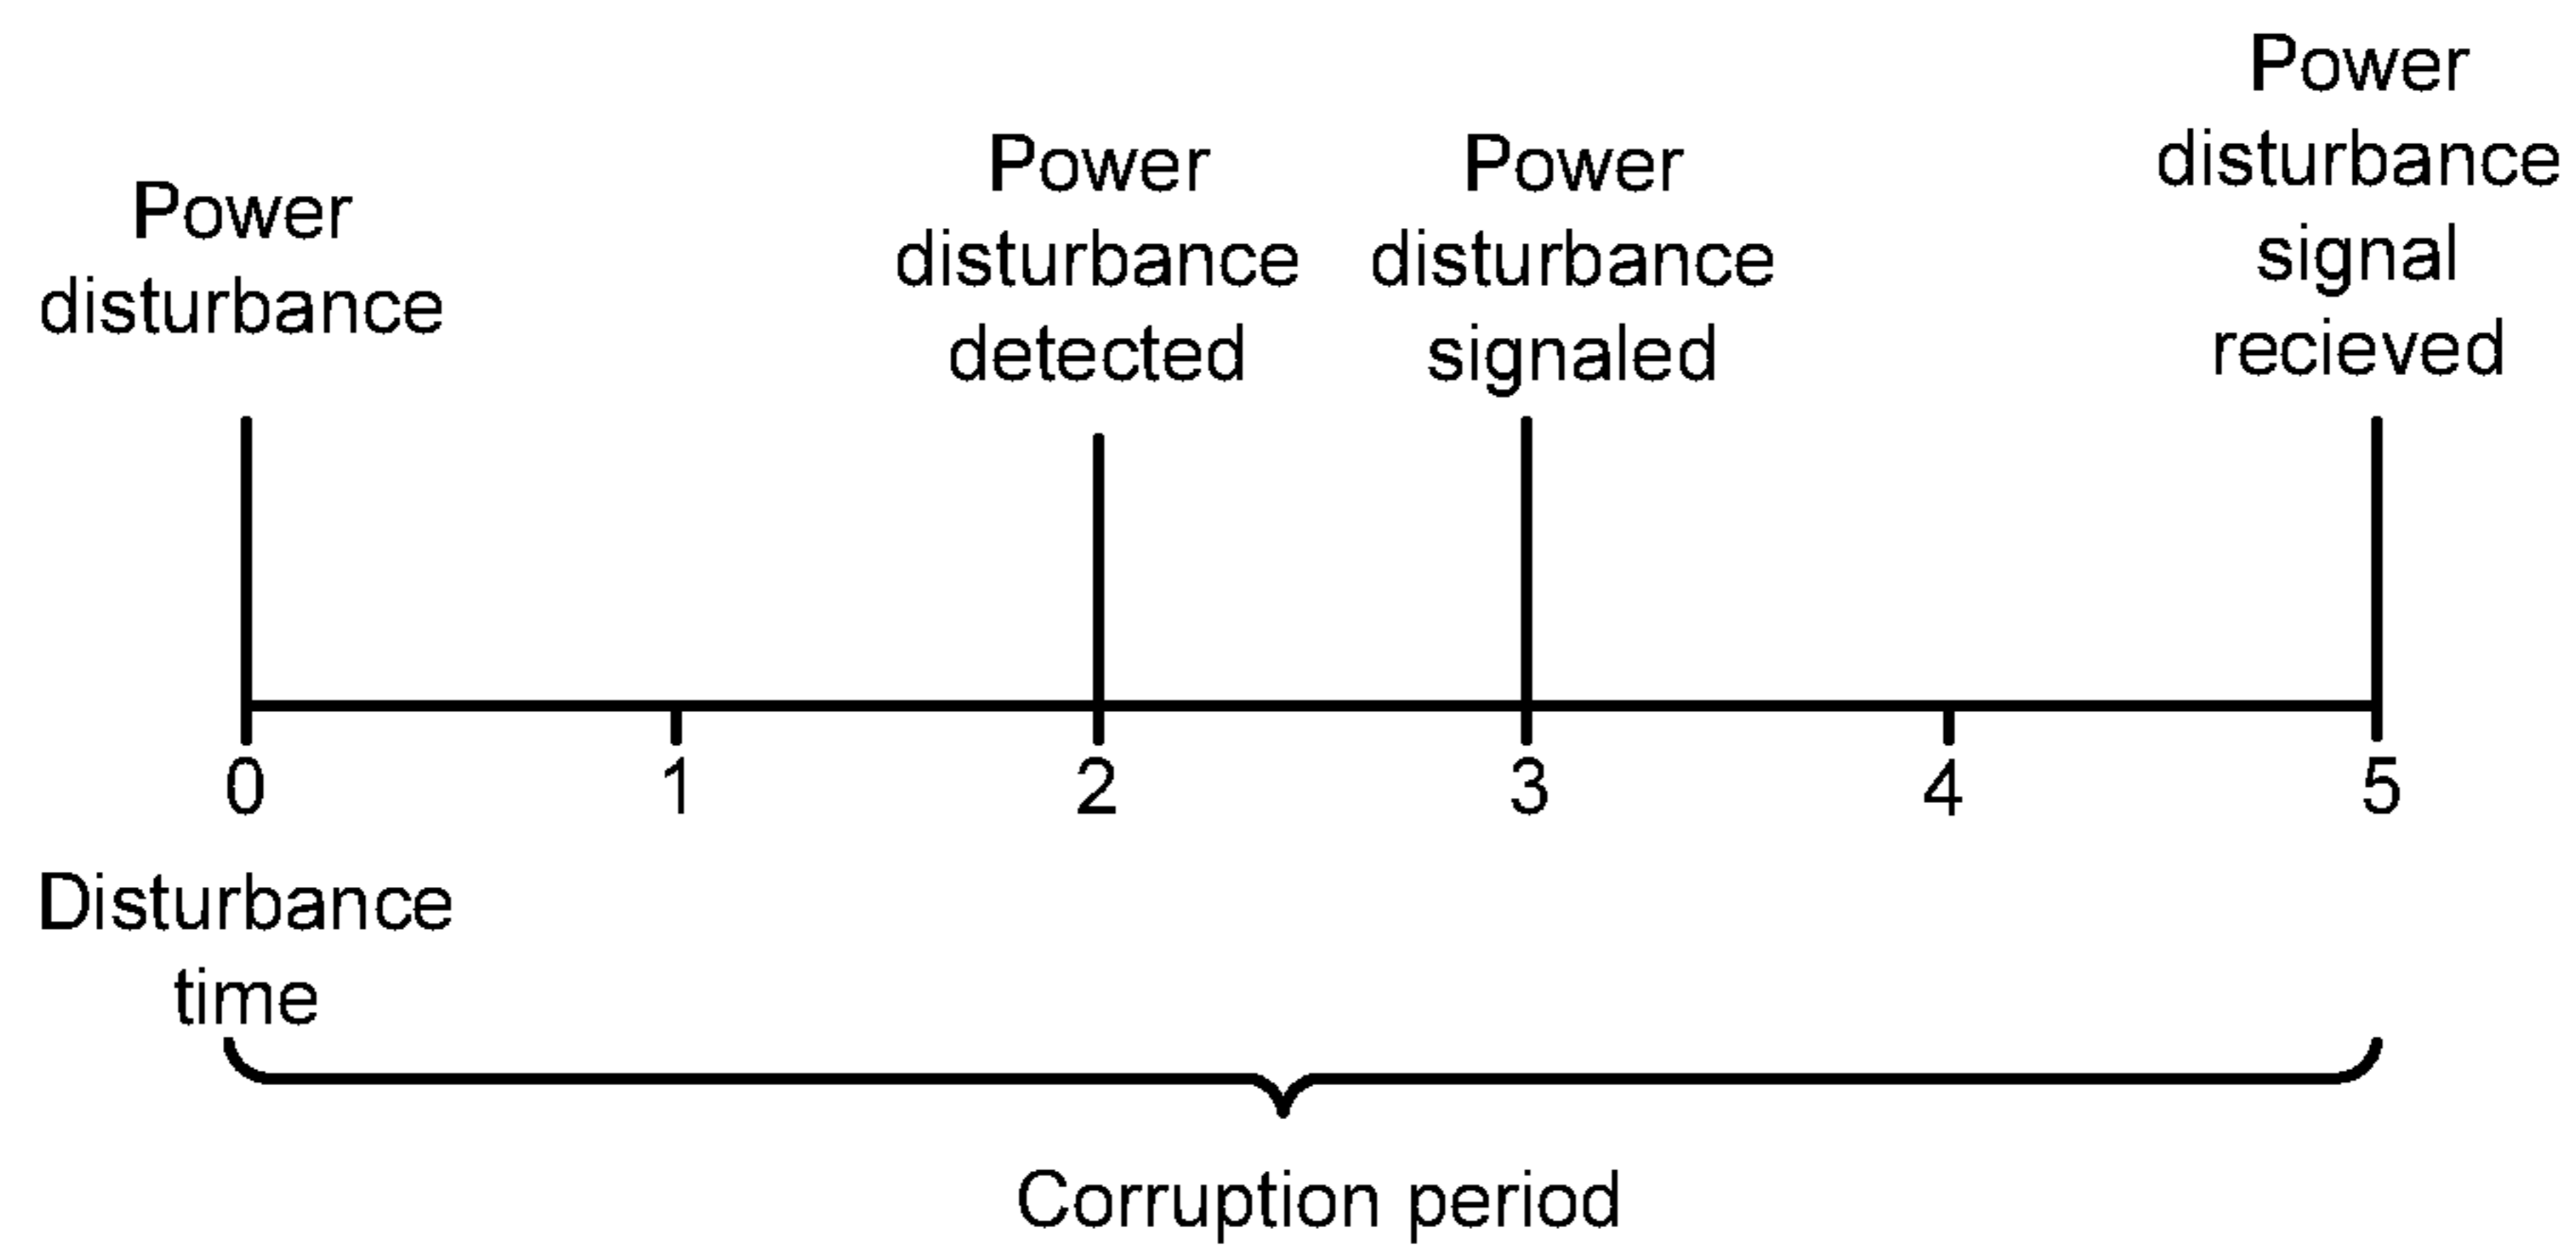 Power
disturbance
Power
disturbance
detected
Power
disturbance
signaled
Power
disturbance
signal
recieved
0
1
2
3
4
5
Disturbance
time
Corruption period